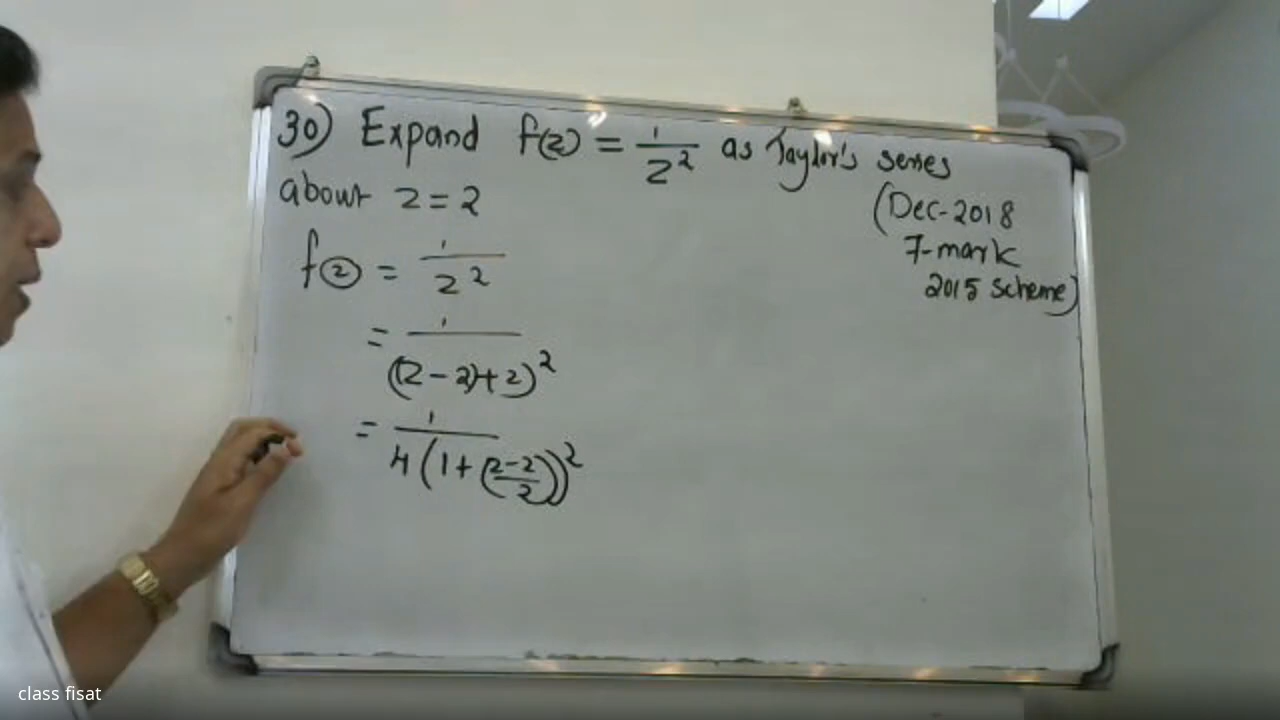 30) Expand f(z) = 1/z² as Taylor's series
about z = 2
(Dec-2018
7-mark
2015 scheme)
f(z) = 1/z²
= 1/((z-2)+2)²
= 1/4(1+(z-2/2))²
class fisat